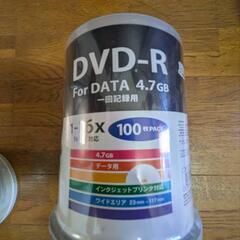 DVD-R
For DATA 4.7GB
一回記録用
1-16x
対応
100枚PACK
4.7GB
データ用
インクジェットプリンタ対応
ワイドエリア 23mm-117mm